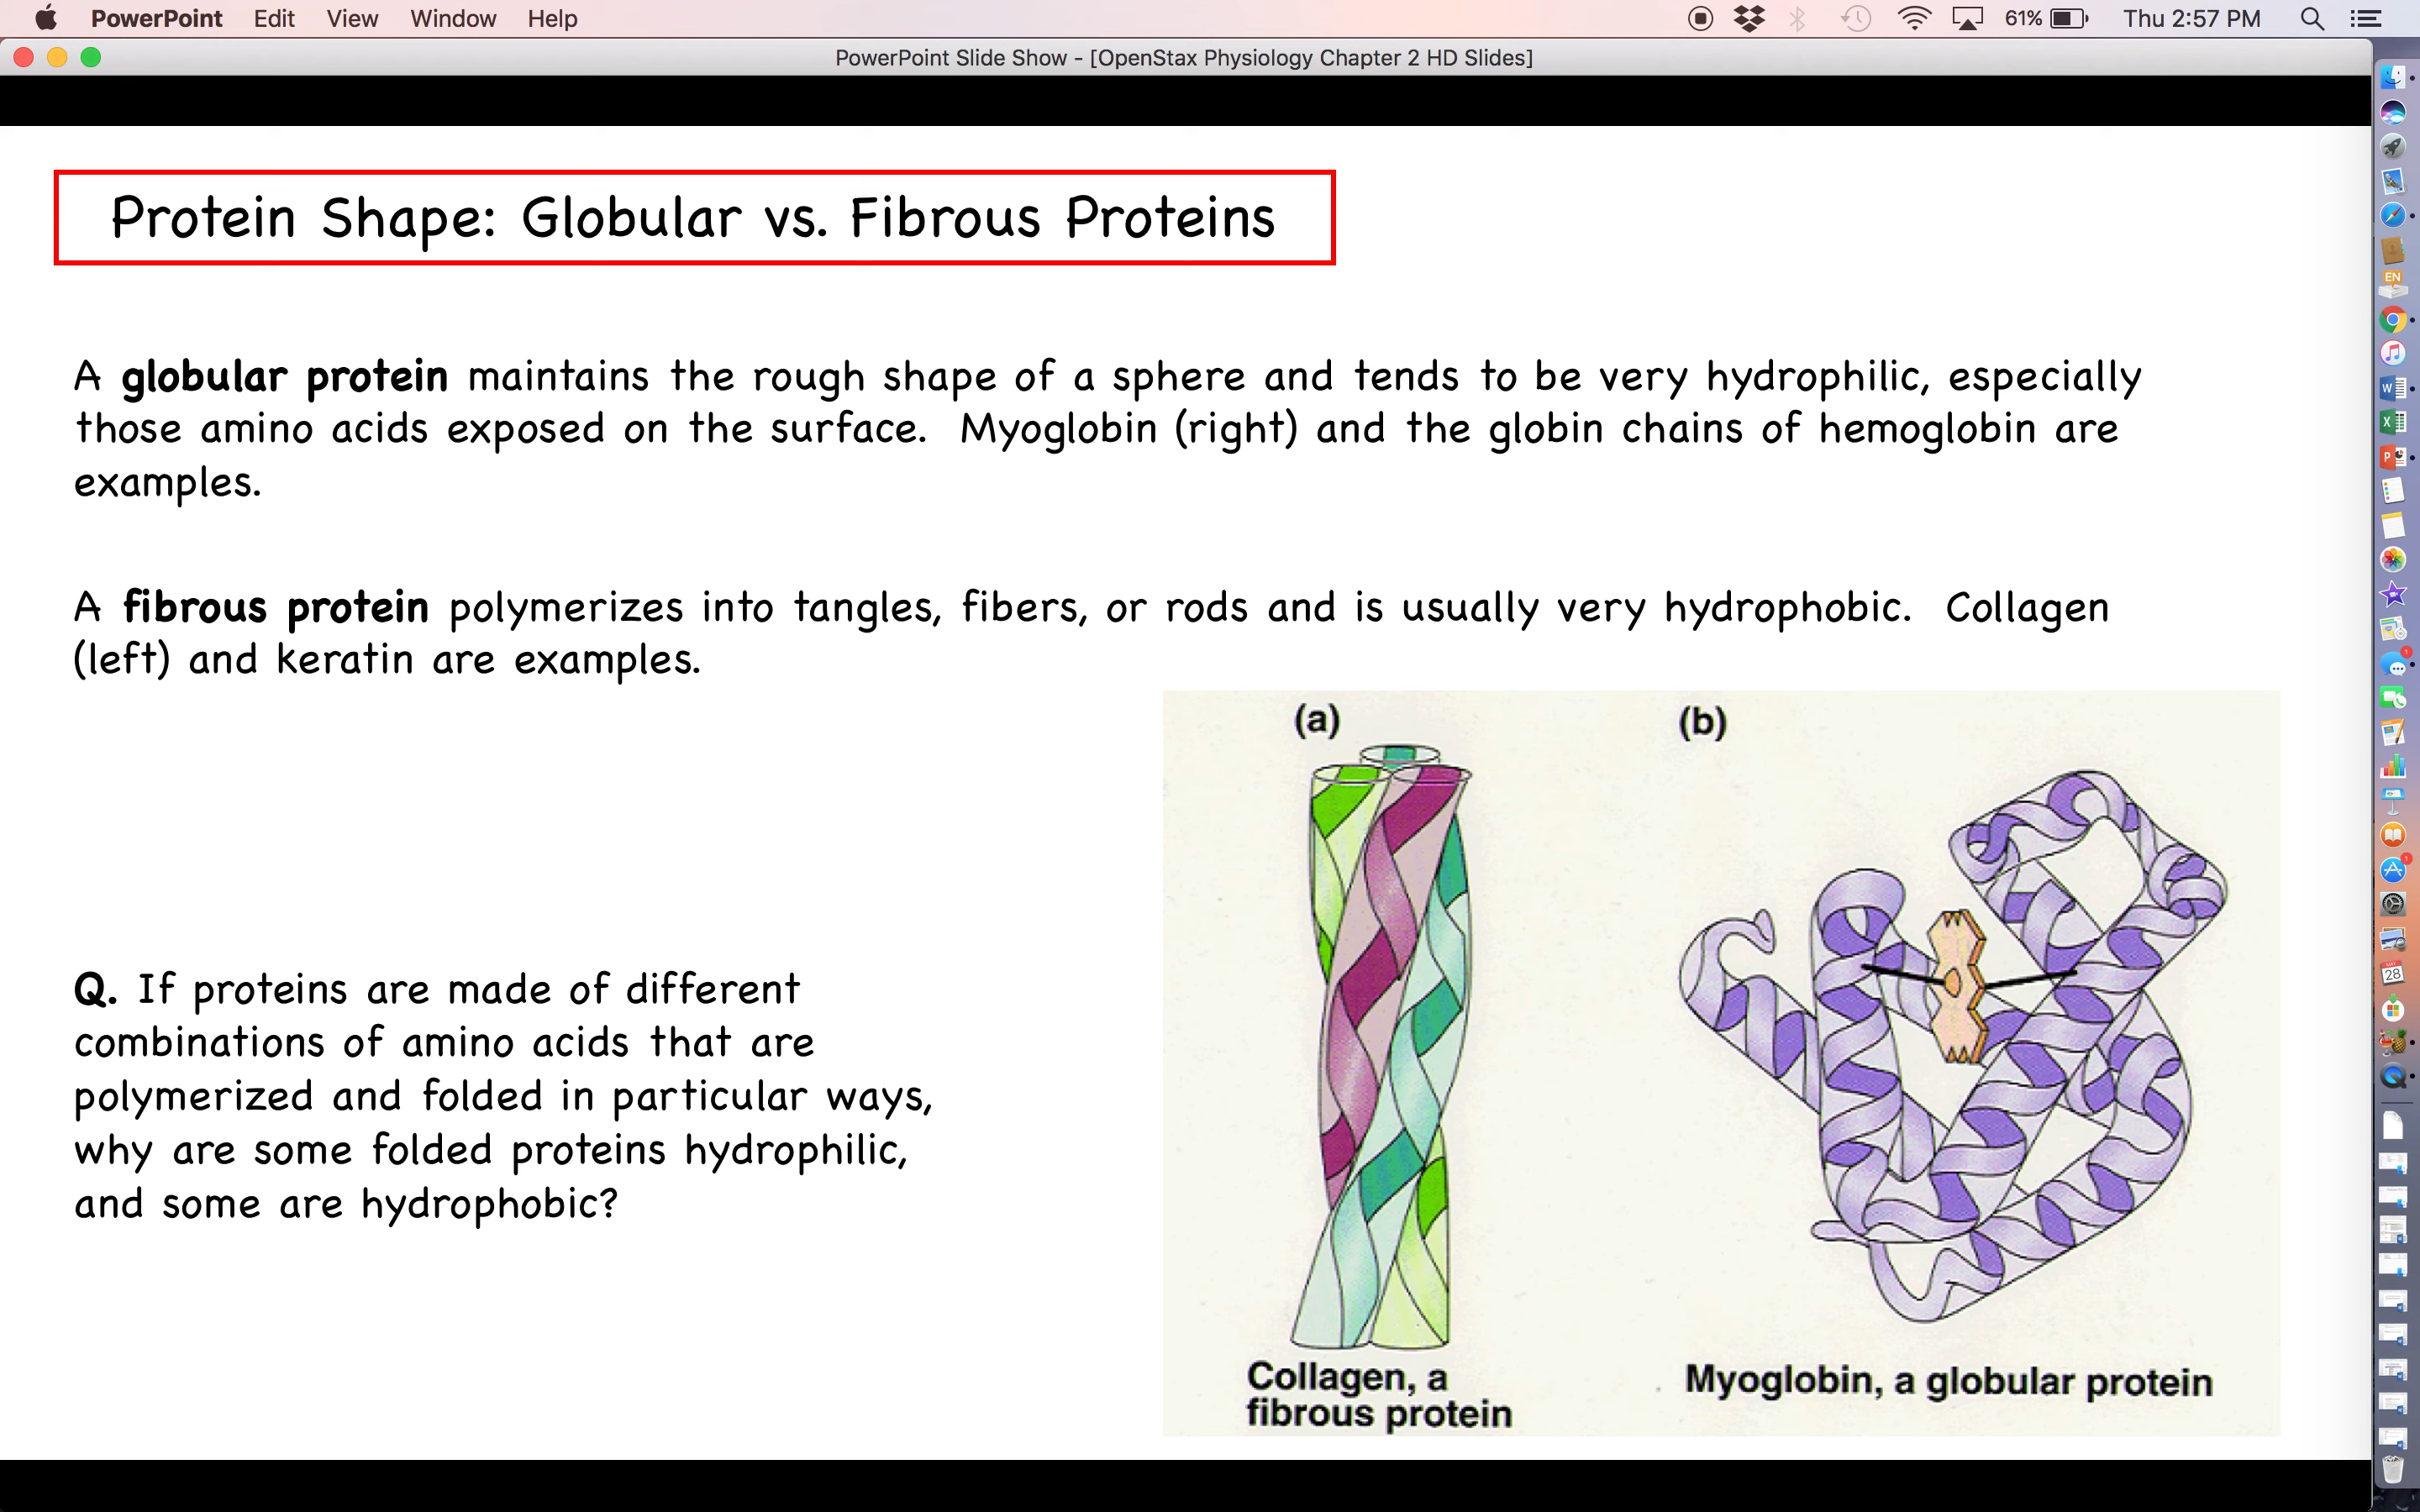 PowerPoint Edit View Window Help 61% Thu 2:57 PM
PowerPoint Slide Show - [OpenStax Physiology Chapter 2 HD Slides]
Protein Shape: Globular vs. Fibrous Proteins
A globular protein maintains the rough shape of a sphere and tends to be very hydrophilic, especially
those amino acids exposed on the surface. Myoglobin (right) and the globin chains of hemoglobin are
examples.
A fibrous protein polymerizes into tangles, fibers, or rods and is usually very hydrophobic. Collagen
(left) and keratin are examples.
Q. If proteins are made of different
combinations of amino acids that are
polymerized and folded in particular ways,
why are some folded proteins hydrophilic,
and some are hydrophobic?
(a)
Collagen, a
fibrous protein
(b)
Myoglobin, a globular protein
EN
W
X
P
1
1
28